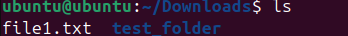 ubuntu@ubuntu:~/Downloads$ ls
file1.txt  test_folder